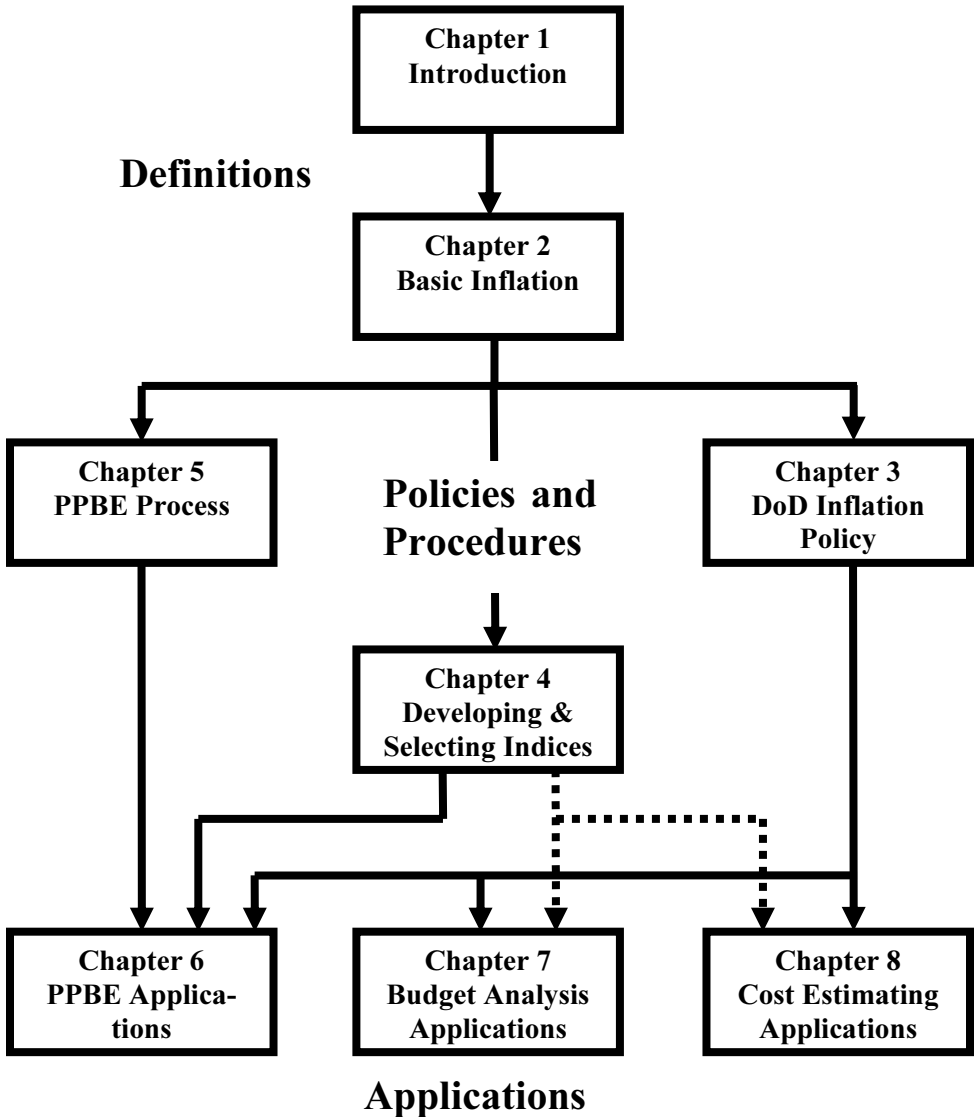 Chapter 1
Introduction
Definitions
Chapter 2
Basic Inflation
Chapter 5
PPBE Process
Policies and
Procedures
Chapter 3
DoD Inflation
Policy
Chapter 4
Developing &
Selecting Indices
Chapter 6
PPBE Applica-
tions
Chapter 7
Budget Analysis
Applications
Chapter 8
Cost Estimating
Applications
Applications